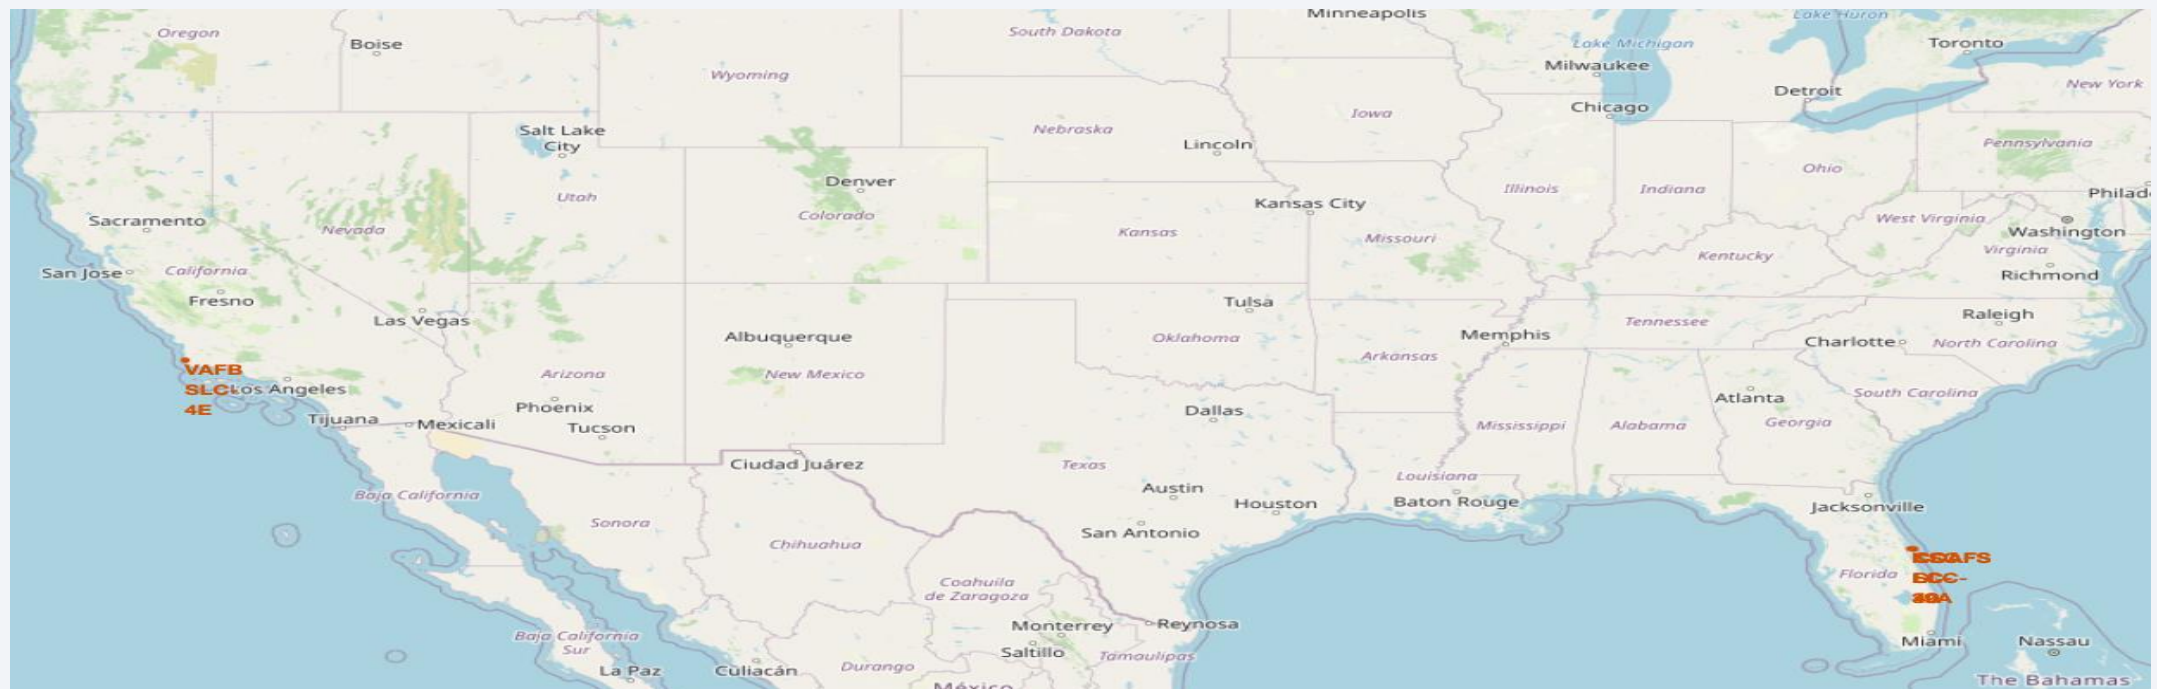 Minneapolis
Lake Huron
Oregon
South Dakota
Boise
Lake Michigan
Toronto
Milwaukee
Wyoming
New York
Detroit
Chicago
Iowa
Salt Lake
City
Nebraska
Lincoln
Pennsylvania
Ohio
Denver
Illinois
Indiana
Utah
Philad
Kansas City
Colorado
Sacramento
West Virginia
Nevada
Kansas
Missouri
Washington
Virginia
Kentucky
San Jose
California
Richmond
Fresno
Tulsa
Las Vegas
Raleigh
Tennessee
Albuquerque
Oklahoma
Memphis
Charlotte
North Carolina
Arkansas
VAFB
SLC-
4E
Los Angeles
Arizona
New Mexico
South Carolina
Atlanta
Phoenix
Dallas
Tijuana
Mexicali
Tucson
Mississippi
Alabama
Georgia
Ciudad Juárez
Texas
Louisiana
Austin
Baja California
Houston
Baton Rouge
Jacksonville
Sonora
San Antonio
Chihuahua
Florida
Coahuila
de Zaragoza
Monterrey
Reynosa
Baja California
Sur
Miami
Nassau
Saltillo
Tamaulipas
La Paz
Culiacán
Durango
The Bahamas
México